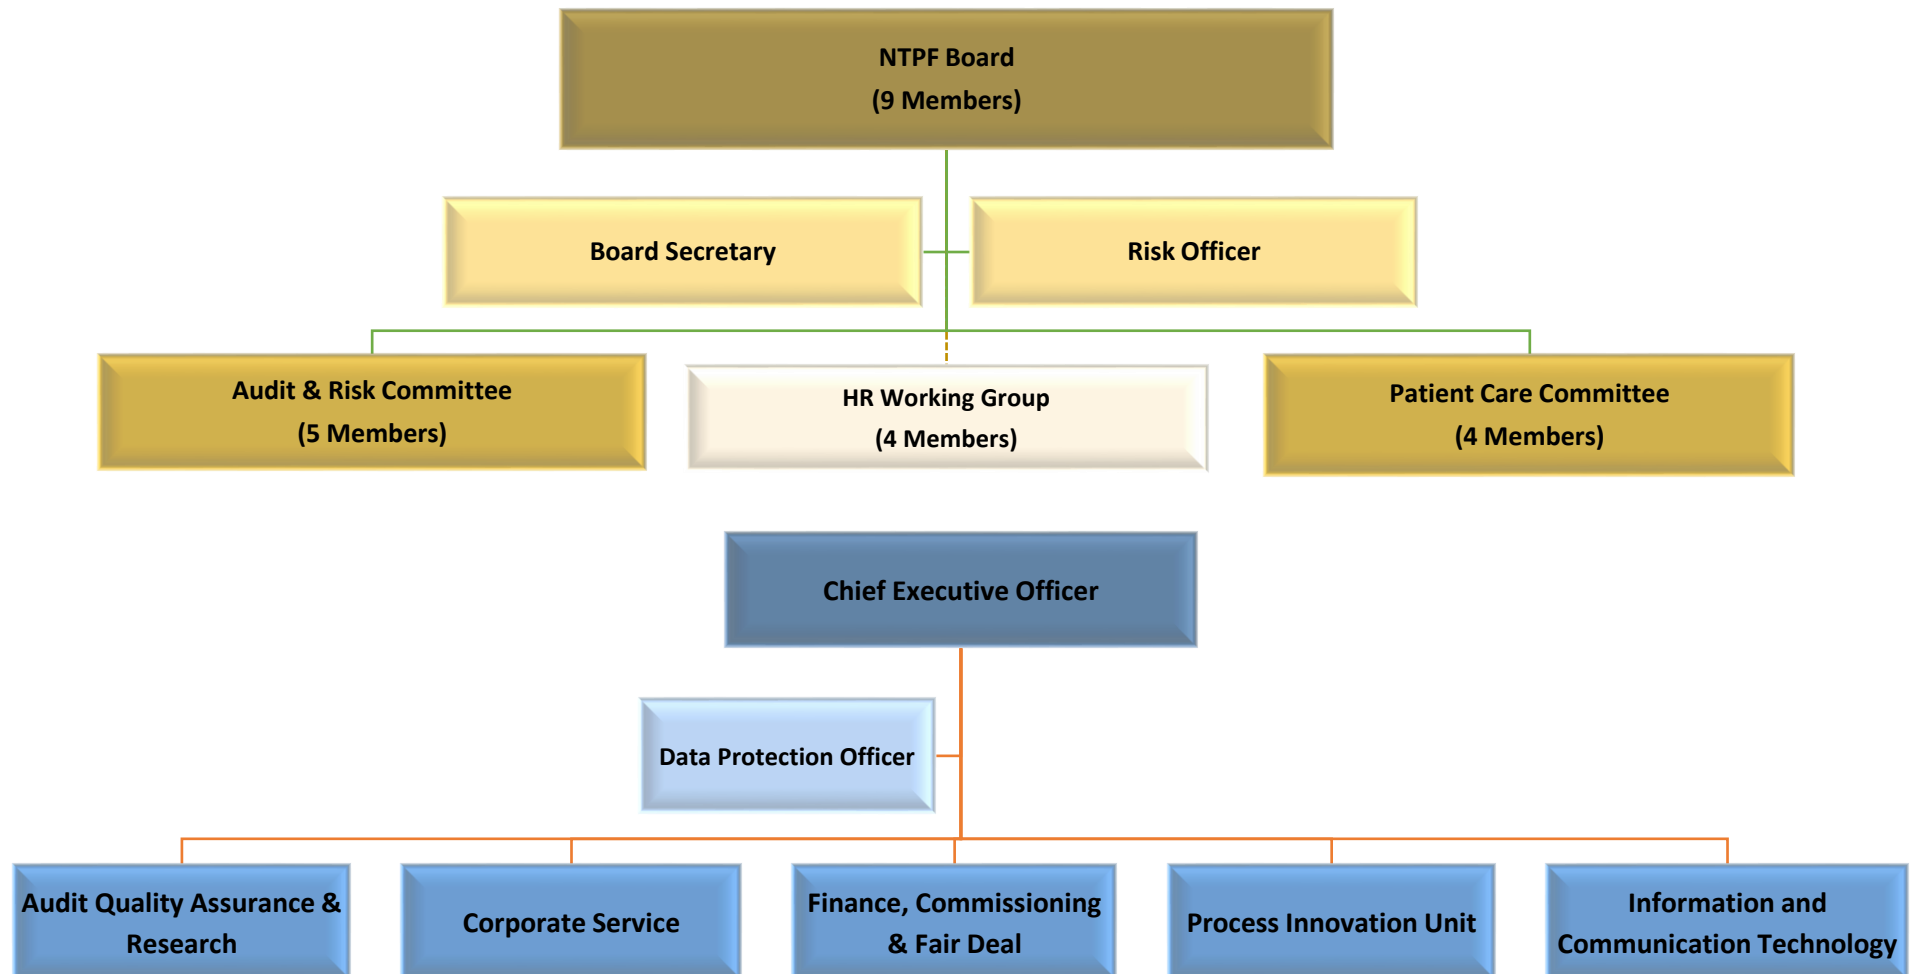 NTPF Board
(9 Members)
Board Secretary
Risk Officer
Audit & Risk Committee
(5 Members)
HR Working Group
(4 Members)
Patient Care Committee
(4 Members)
Chief Executive Officer
Data Protection Officer
Audit Quality Assurance &
Research
Corporate Service
Finance, Commissioning
& Fair Deal
Process Innovation Unit
Information and
Communication Technology